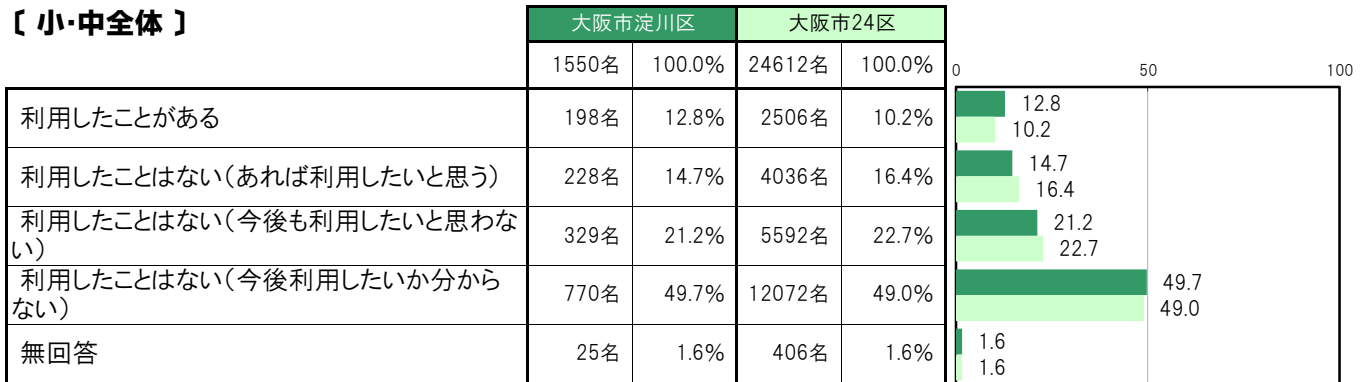 〔 小・中全体 〕
大阪市淀川区 大阪市24区
1550名 100.0% 24612名 100.0%
0 50 100
利用したことがある 198名 12.8% 2506名 10.2%
12.8
10.2
利用したことはない（あれば利用したいと思う） 228名 14.7% 4036名 16.4%
14.7
16.4
利用したことはない（今後も利用したいと思わな
い） 329名 21.2% 5592名 22.7%
21.2
22.7
利用したことはない（今後利用したいか分から
ない） 770名 49.7% 12072名 49.0%
49.7
49.0
無回答 25名 1.6% 406名 1.6%
1.6
1.6